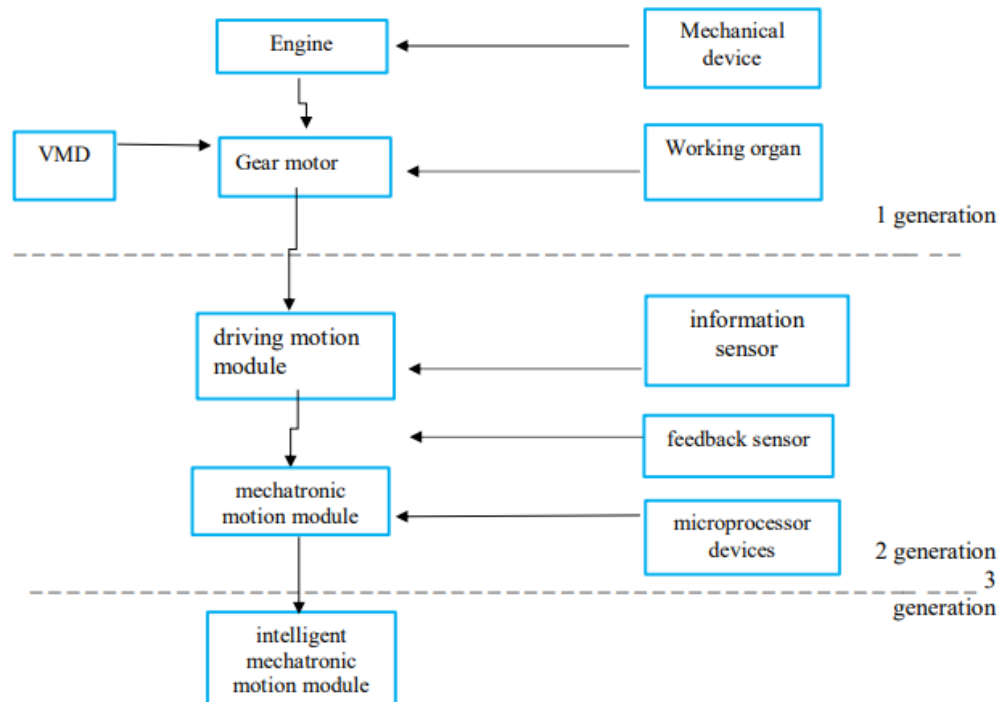 Engine
Mechanical
device
VMD
Gear motor
Working organ
1 generation
driving motion
module
information
sensor
feedback sensor
mechatronic
motion module
microprocessor
devices
2 generation
3
generation
intelligent
mechatronic
motion module